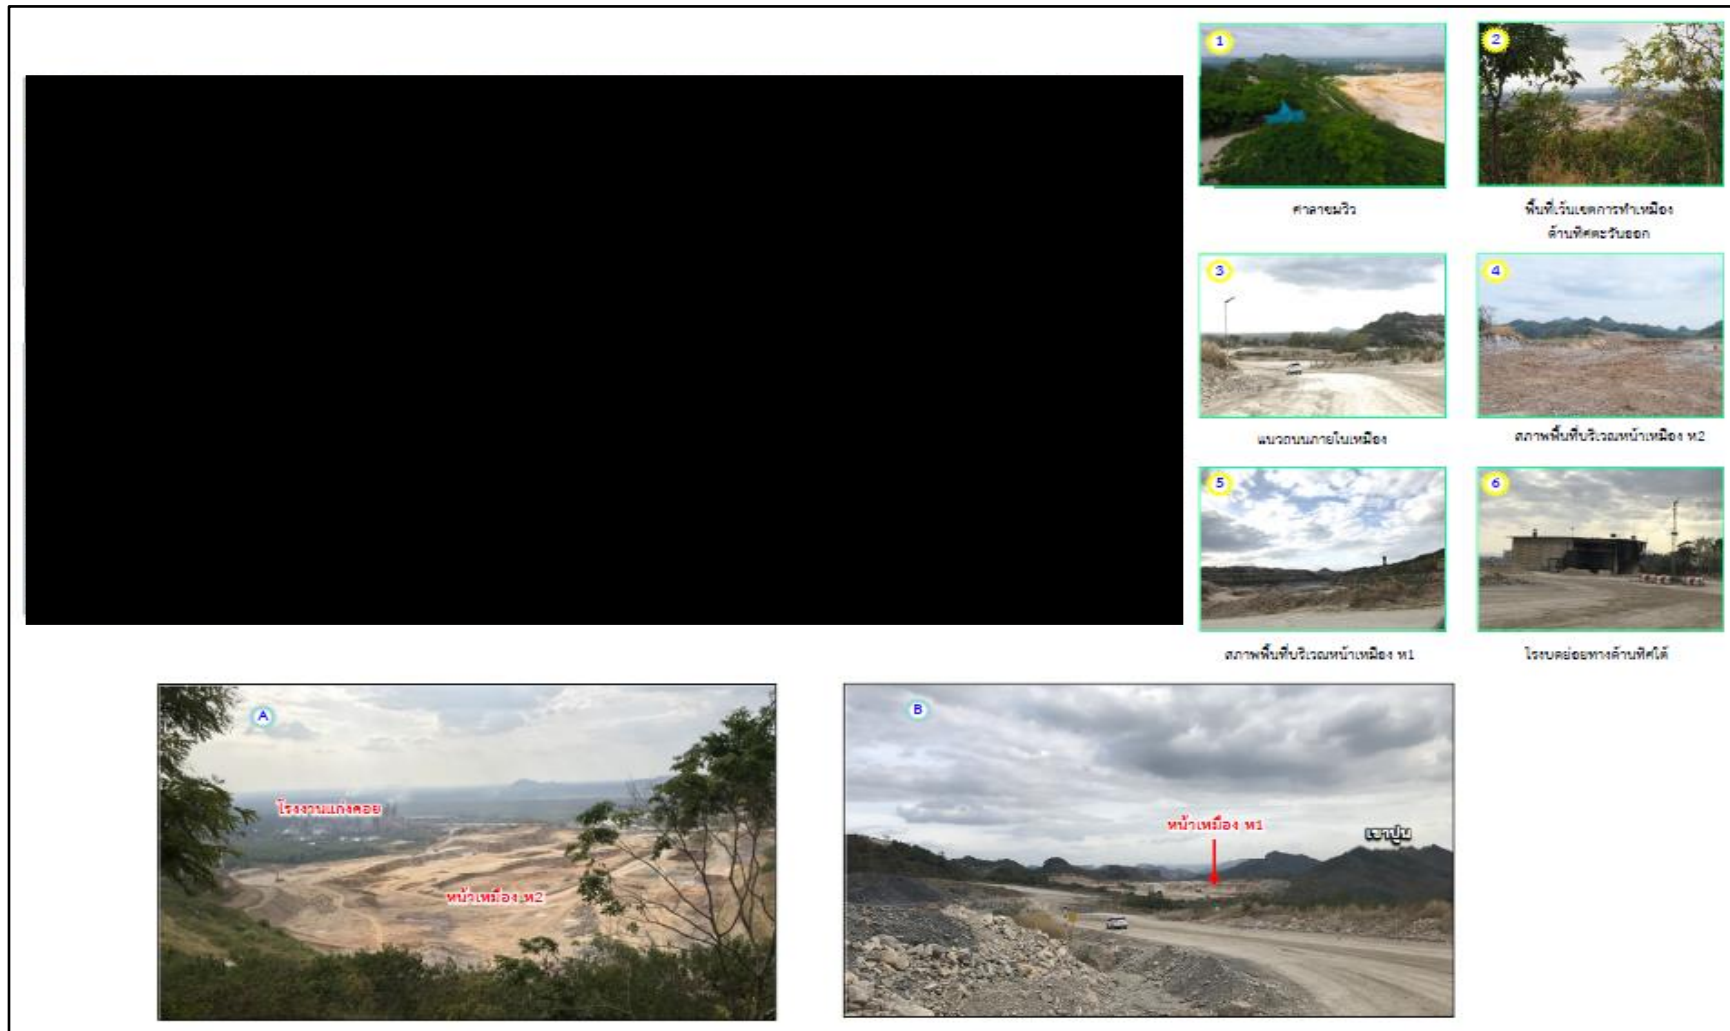 1
2
ศาลาชมวิว
พื้นที่เว้นเขตการทำเหมือง
ด้านทิศตะวันออก
3
4
แนวถนนภายในเหมือง
สภาพพื้นที่บริเวณหน้าเหมือง ห2
5
6
สภาพพื้นที่บริเวณหน้าเหมือง ห1
โรงบดย่อยทางด้านทิศใต้
A
โรงงานแก่งคอย
หน้าเหมือง ห2
B
หน้าเหมือง ห1
เขาปูน